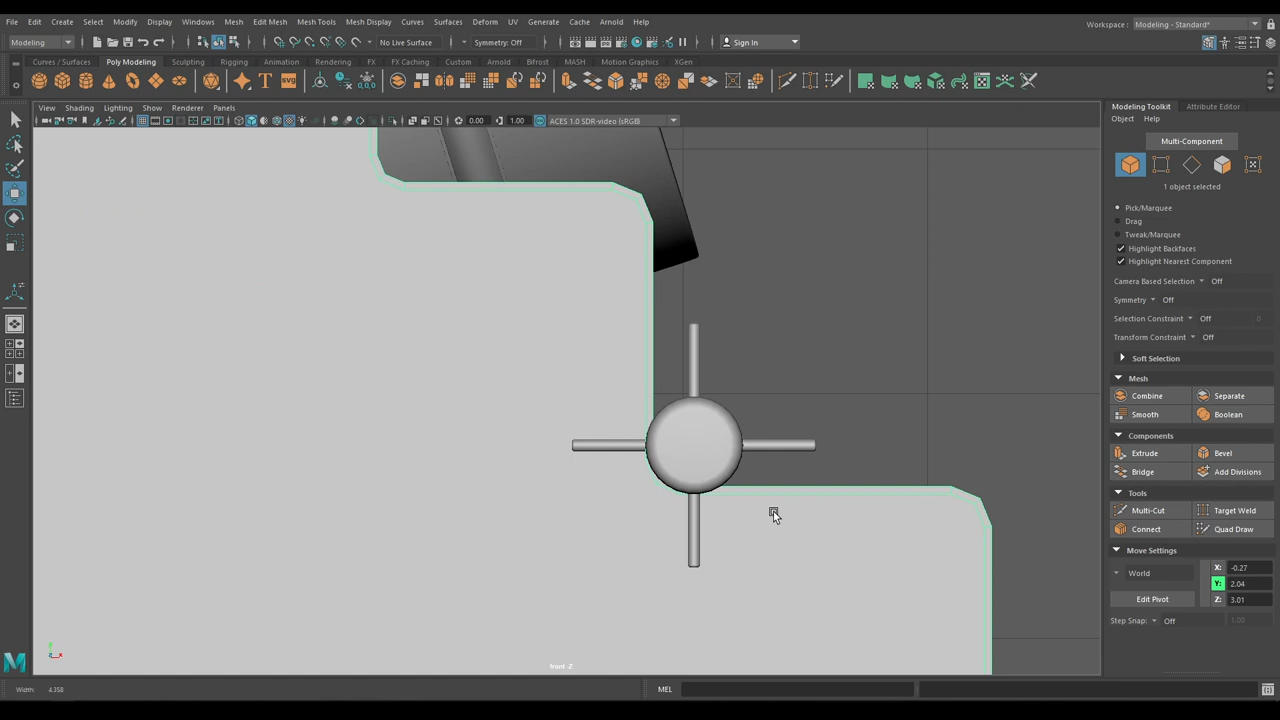 File Edit Create Select Modify Display Windows Mesh Edit Mesh Mesh Tools Mesh Display Curves Surfaces Deform UV Generate Cache Arnold Help
Workspace : Modeling - Standard*
Modeling No Live Surface Symmetry: Off Sign In
Curves / Surfaces Poly Modeling Sculpting Rigging Animation Rendering FX FX Caching Custom Arnold Bifrost MASH Motion Graphics XGen
SVG
View Shading Lighting Show Renderer Panels
0.00 1.00 ACES 1.0 SDR-video (sRGB)
Modeling Toolkit Attribute Editor
Object Help
Multi-Component
1 object selected
Pick/Marquee
Drag
Tweak/Marquee
Highlight Backfaces
Highlight Nearest Component
Camera Based Selection Off
Symmetry Off
Selection Constraint Off 0
Transform Constraint Off
Soft Selection
Mesh
Combine Separate
Smooth Boolean
Components
Extrude Bevel
Bridge Add Divisions
Tools
Multi-Cut Target Weld
Connect Quad Draw
Move Settings
World X: -0.27
Y: 2.04
Edit Pivot Z: 3.01
Step Snap: Off 1.00
front -Z
Width: 4.358 MEL